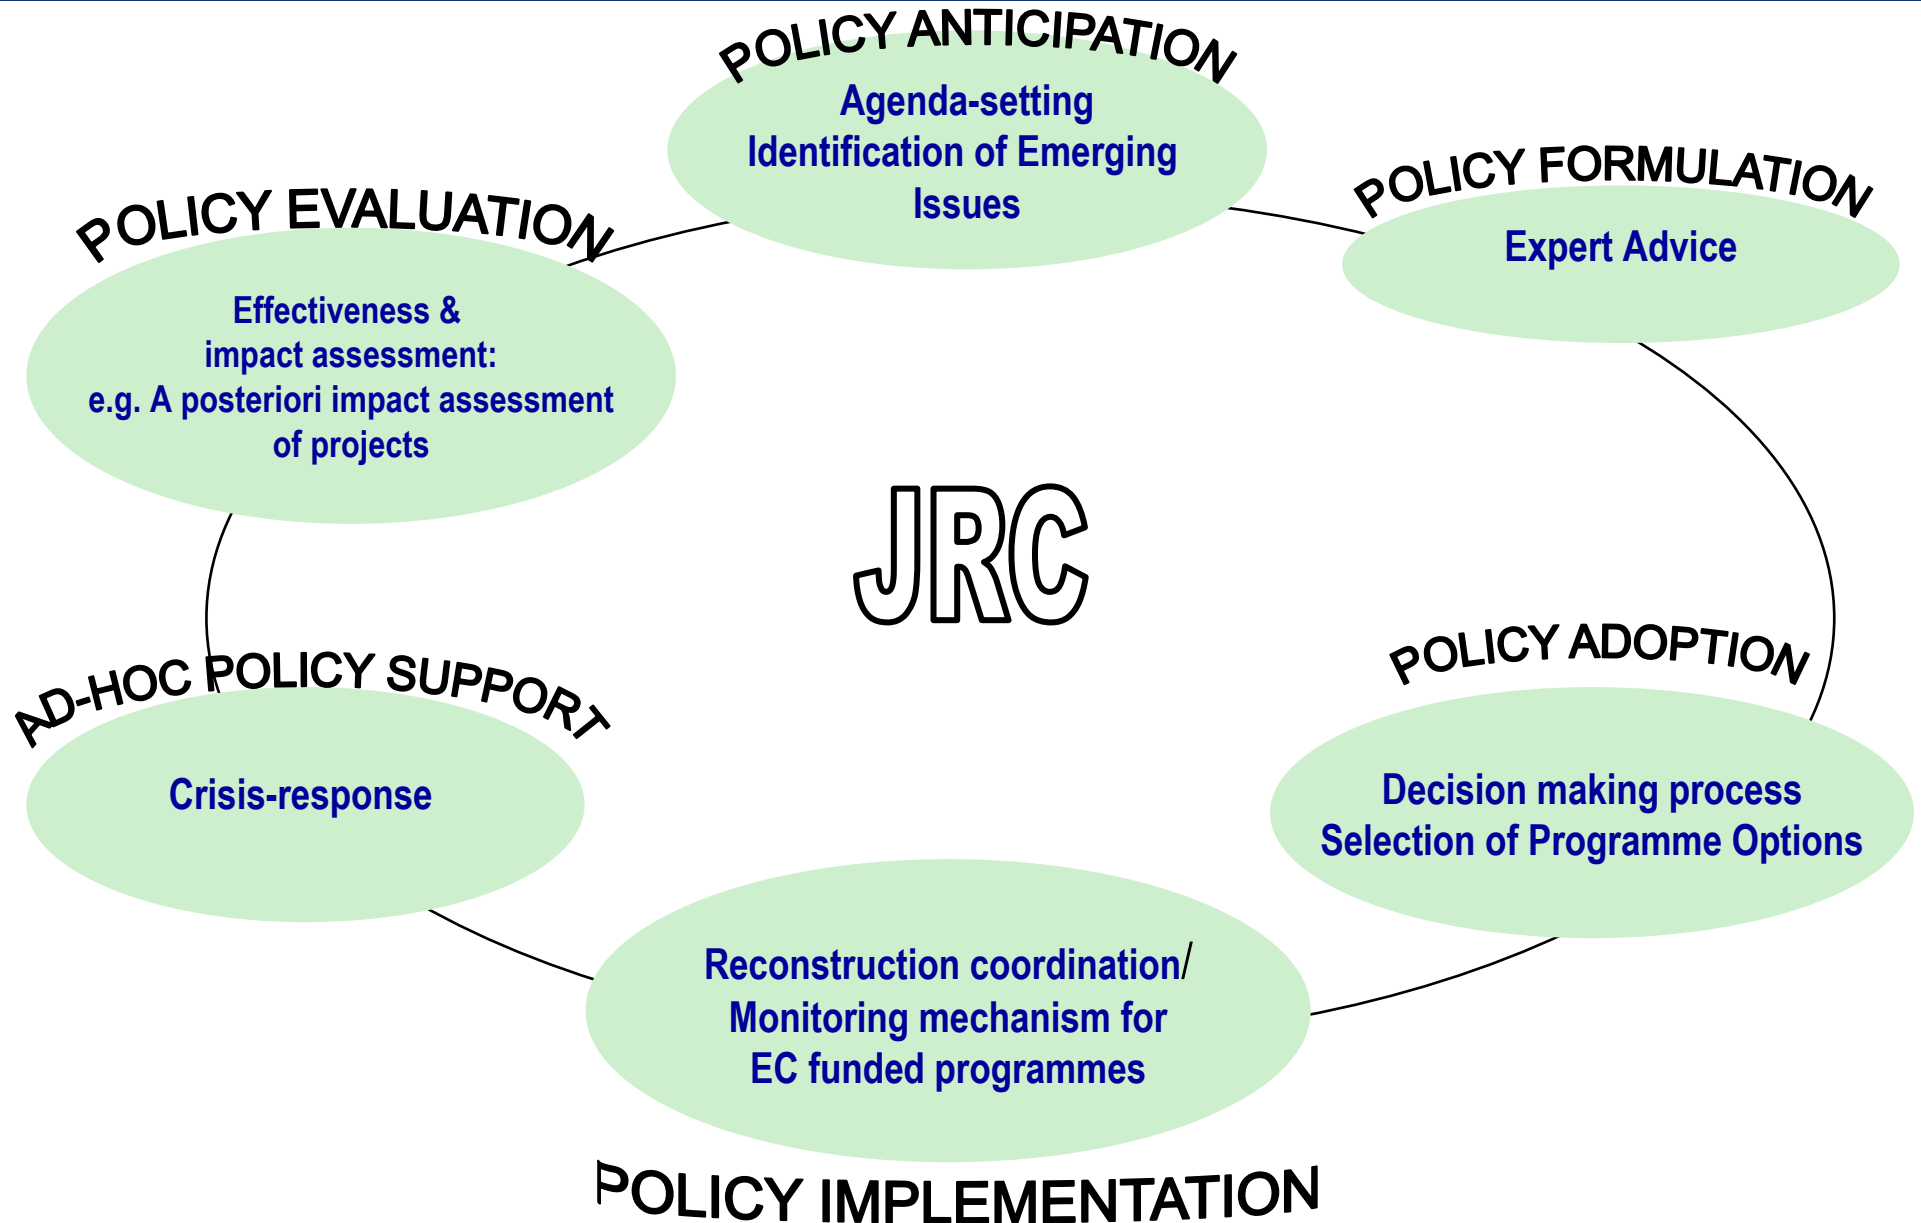 POLICY ANTICIPATION
Agenda-setting
Identification of Emerging
Issues
POLICY FORMULATION
Expert Advice
POLICY EVALUATION
Effectiveness &
impact assessment:
e.g. A posteriori impact assessment
of projects
JRC
POLICY ADOPTION
Decision making process
Selection of Programme Options
AD-HOC POLICY SUPPORT
Crisis-response
Reconstruction coordination/
Monitoring mechanism for
EC funded programmes
POLICY IMPLEMENTATION